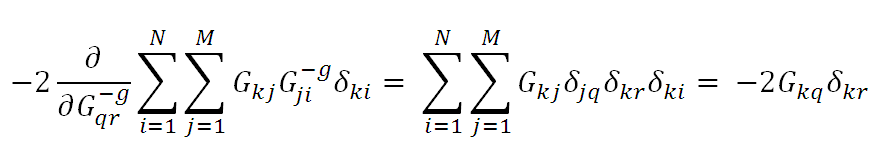 −2 ∂/∂G_{qr}^{−g} ∑_{i=1}^{N} ∑_{j=1}^{M} G_{kj} G_{ji}^{−g} δ_{ki} = ∑_{i=1}^{N} ∑_{j=1}^{M} G_{kj} δ_{jq} δ_{kr} δ_{ki} = −2G_{kq} δ_{kr}